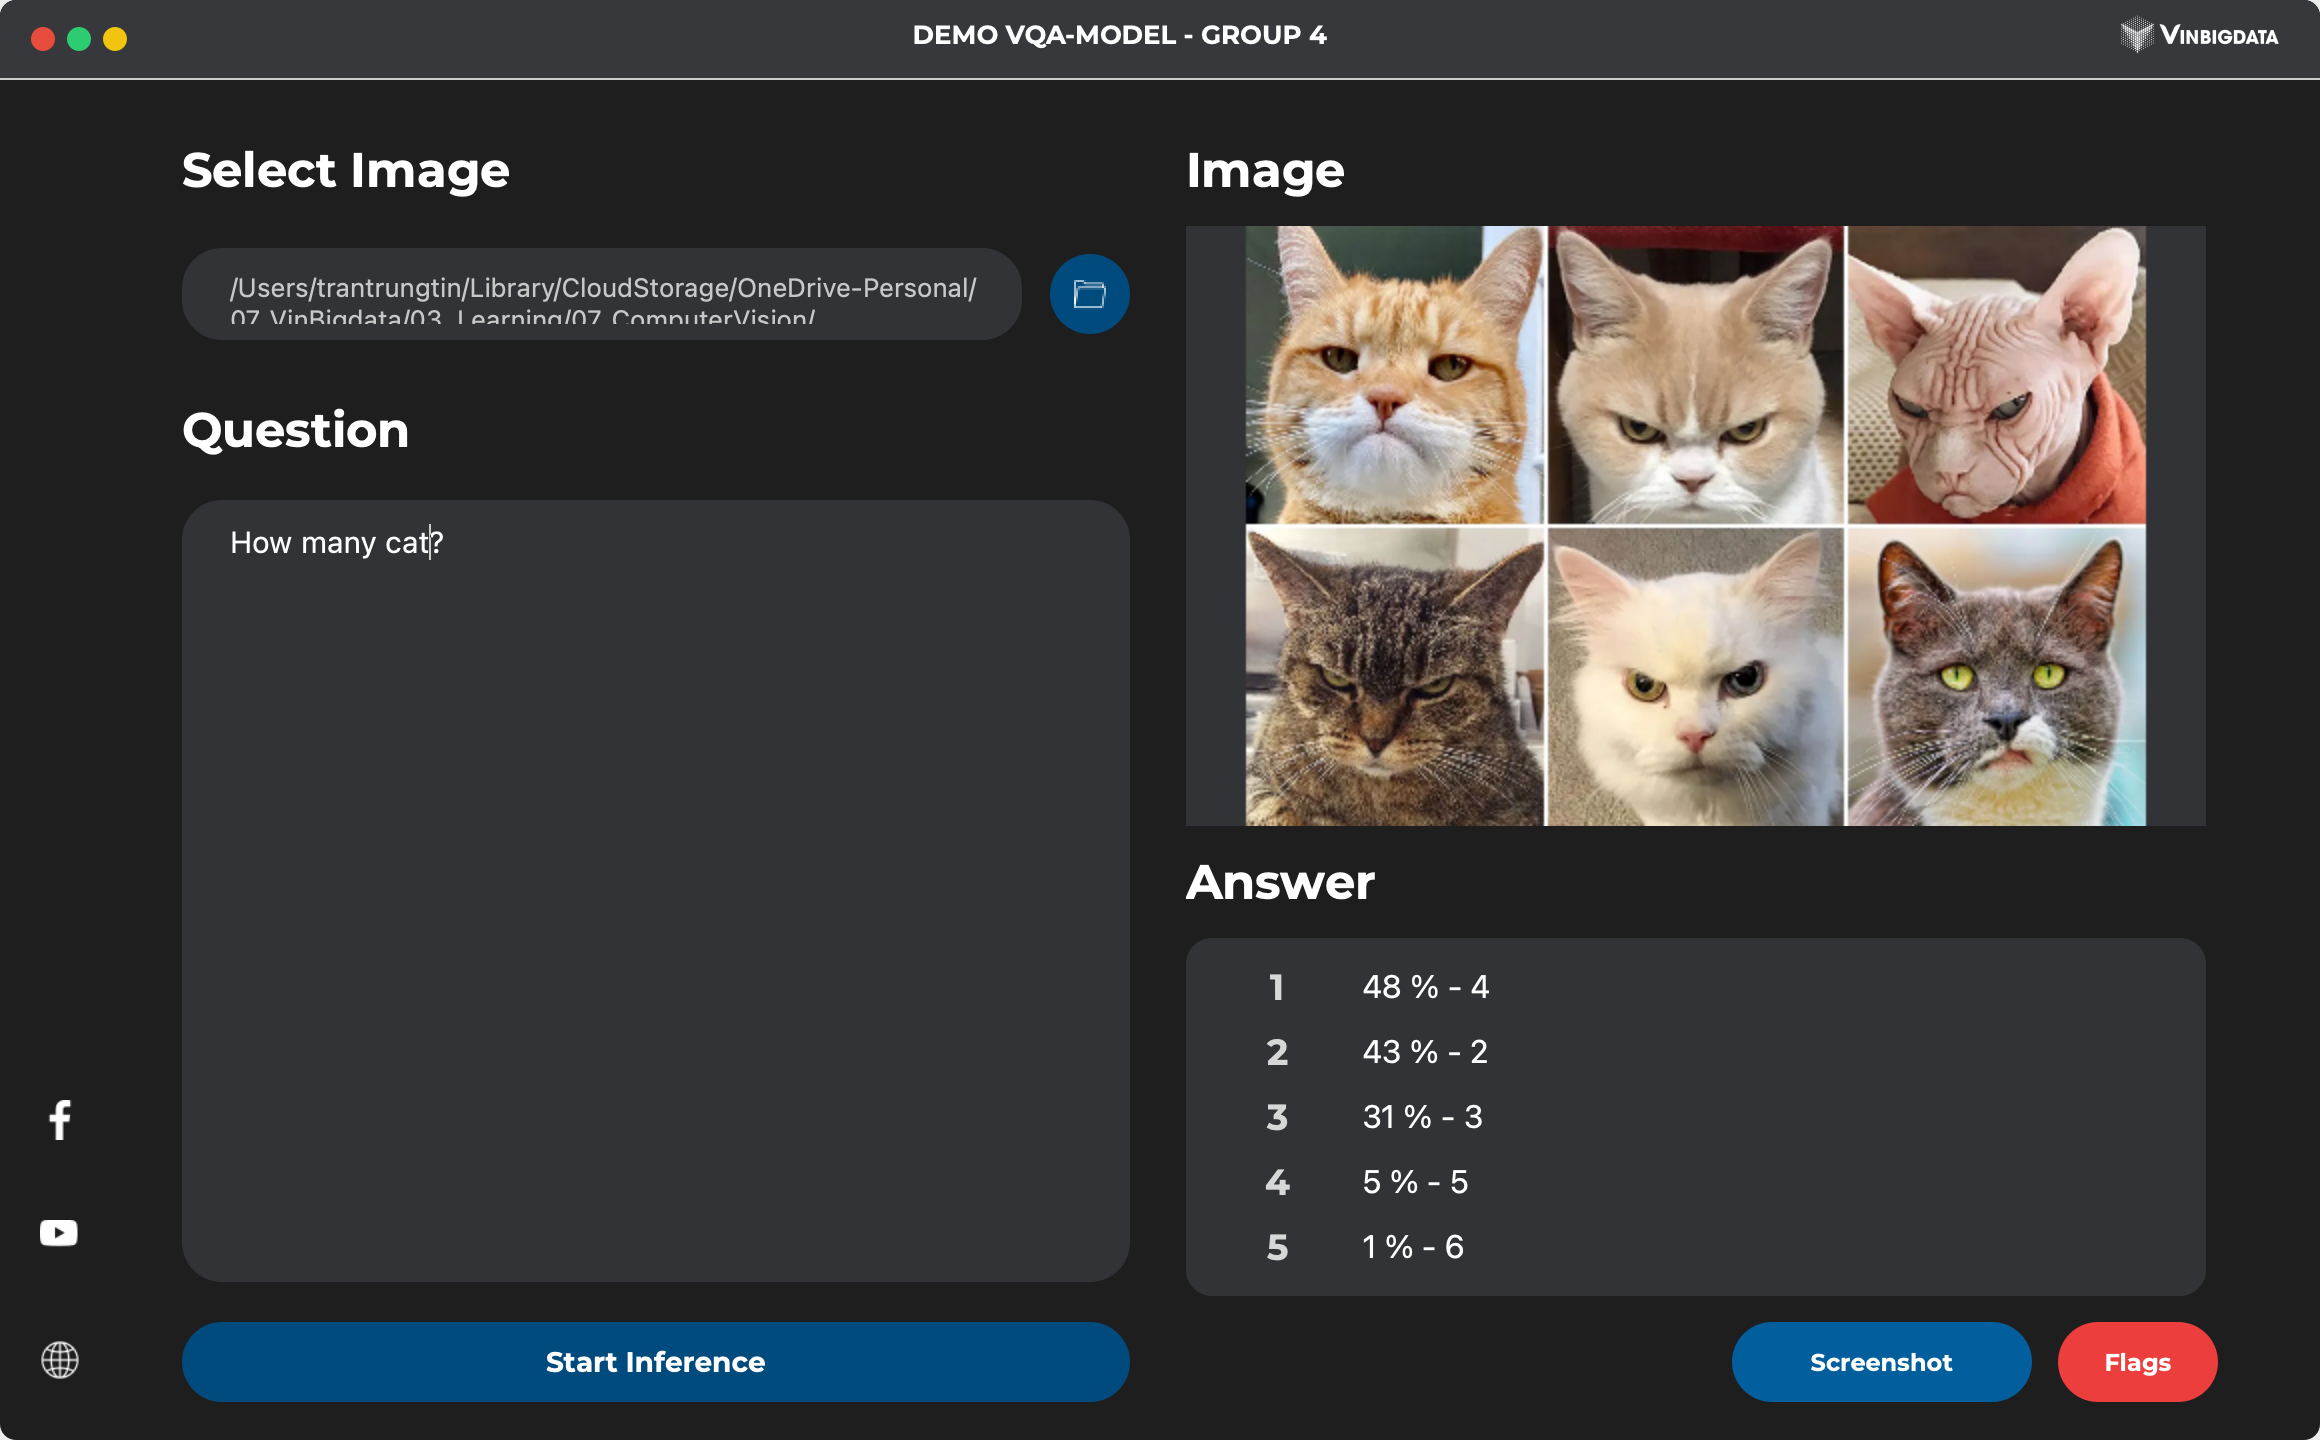 DEMO VQA-MODEL - GROUP 4
VINBIGDATA
Select Image
/Users/trantrungtin/Library/CloudStorage/OneDrive-Personal/
07_VinBigdata/03_Learning/07_ComputerVision/
Question
How many cat?
Start Inference
Image
Answer
1 48 % - 4
2 43 % - 2
3 31 % - 3
4 5 % - 5
5 1 % - 6
Screenshot
Flags